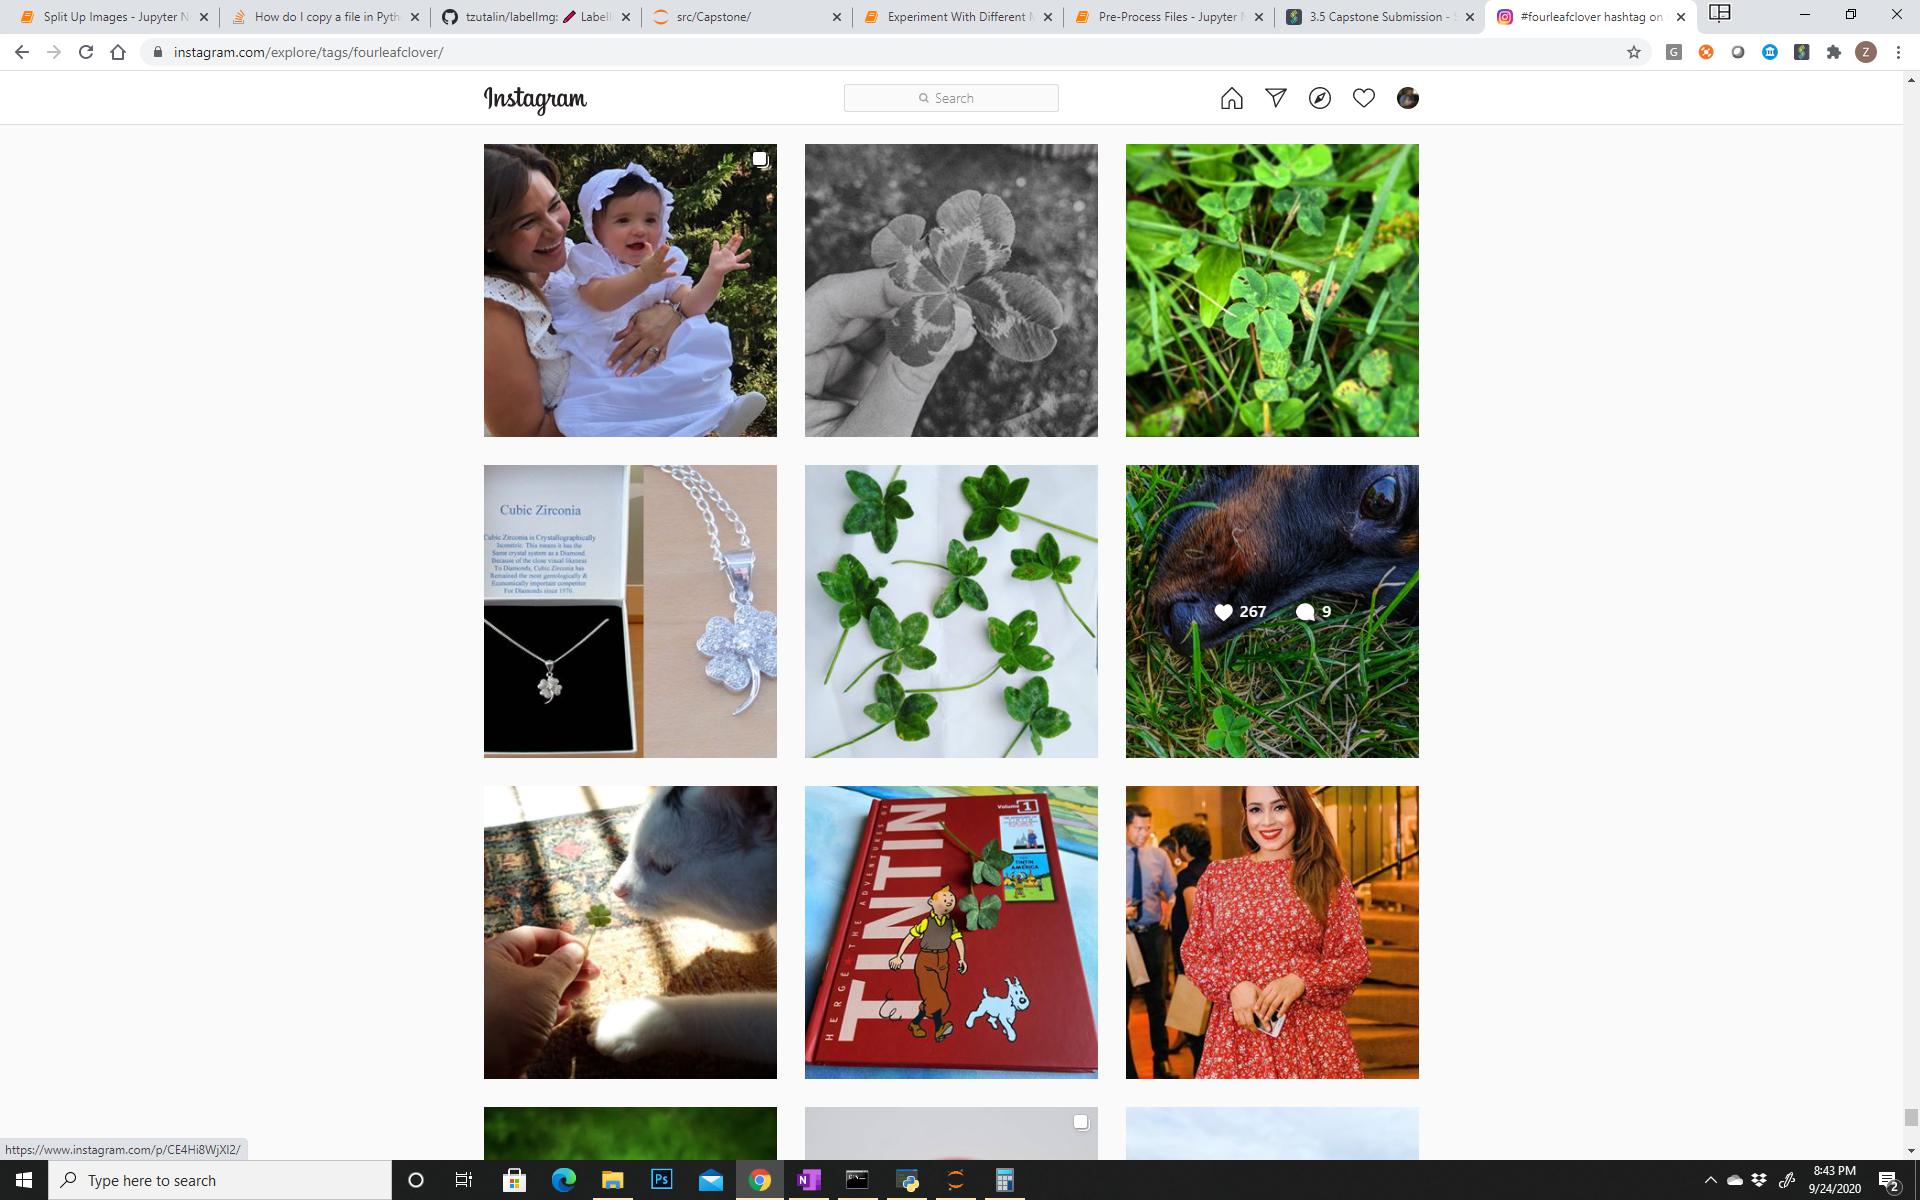 Split Up Images - Jupyter N
How do I copy a file in Pyth
tzutalin/labelImg: 🖍 Label
src/Capstone/
Experiment With Different M
Pre-Process Files - Jupyter N
3.5 Capstone Submission - S
#fourleafclover hashtag on
instagram.com/explore/tags/fourleafclover/
G
Z
Instagram
Search
Cubic Zirconia
Cubic Zirconia is Crystallographically
Isometric. This means it has the
Same crystal system as a Diamond
Because of the close visual likeness
To Diamonds, Cubic Zirconia has
Remained the most gemologically &
Economically important competitor
For Diamonds since 1976.
267
9
HERGÉ ★ THE ADVENTURES OF
TINTIN
Volume 1
TINTIN
AMERICA
https://www.instagram.com/p/CE4Hi8WjXI2/
Type here to search
Ps
N
8:43 PM
9/24/2020
2